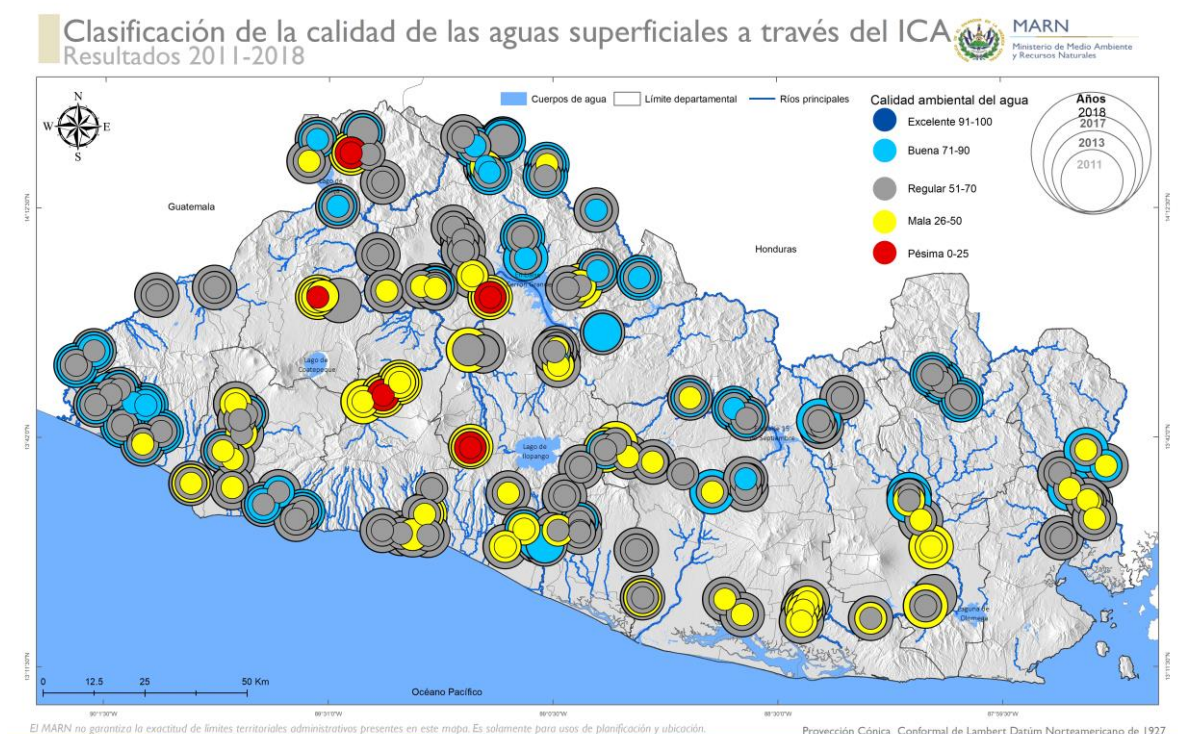 Clasificación de la calidad de las aguas superficiales a través del ICA
Resultados 2011-2018
MARN
Ministerio de Medio Ambiente
y Recursos Naturales
N
W E
S
Cuerpos de agua
Límite departamental
Ríos principales
Calidad ambiental del agua
Excelente 91-100
Buena 71-90
Regular 51-70
Mala 26-50
Pésima 0-25
Años
2018
2017
2013
2011
Guatemala
Honduras
Lago de
Lago de
Coatepeque
Lago de
Ilopango
Laguna de
Océano Pacífico
0 12.5 25 50 Km
El MARN no garantiza la exactitud de límites territoriales administrativos presentes en este mapa. Es solamente para usos de planificación y ubicación.
Proyección Cónica Conformal de Lambert Datúm Norteamericano de 1927